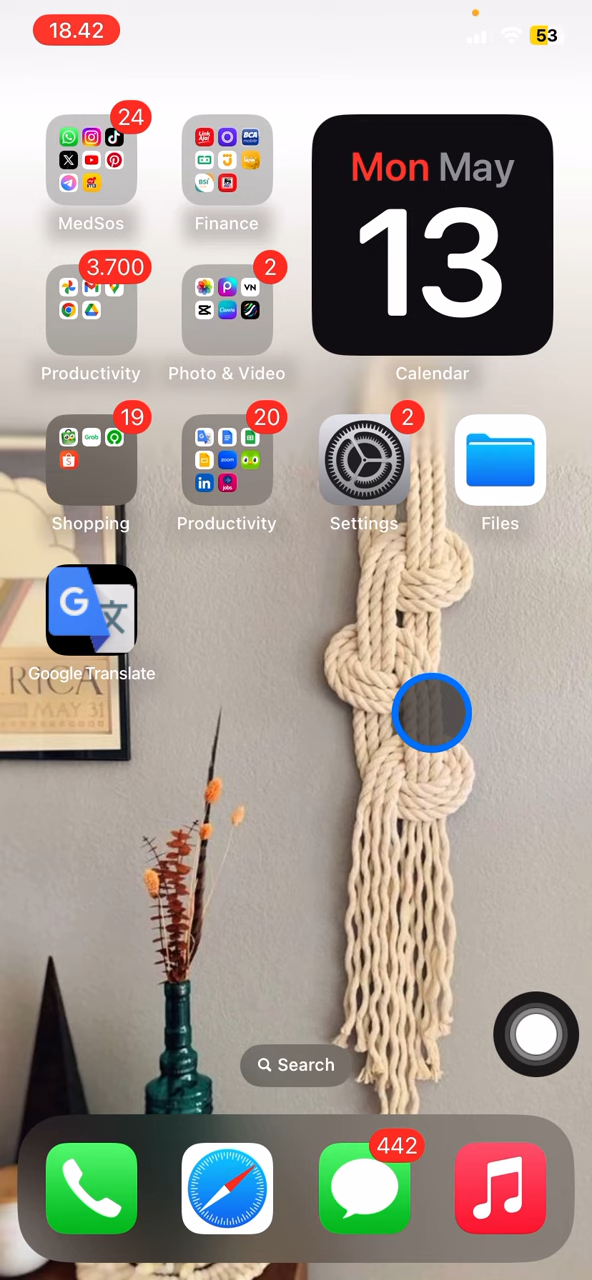 18.42
53
24
MedSos
Finance
Mon May
13
Calendar
3.700
Productivity
2
Photo & Video
19
Shopping
20
Productivity
2
Settings
Files
Google Translate
RICA
MAY 31
Search
442